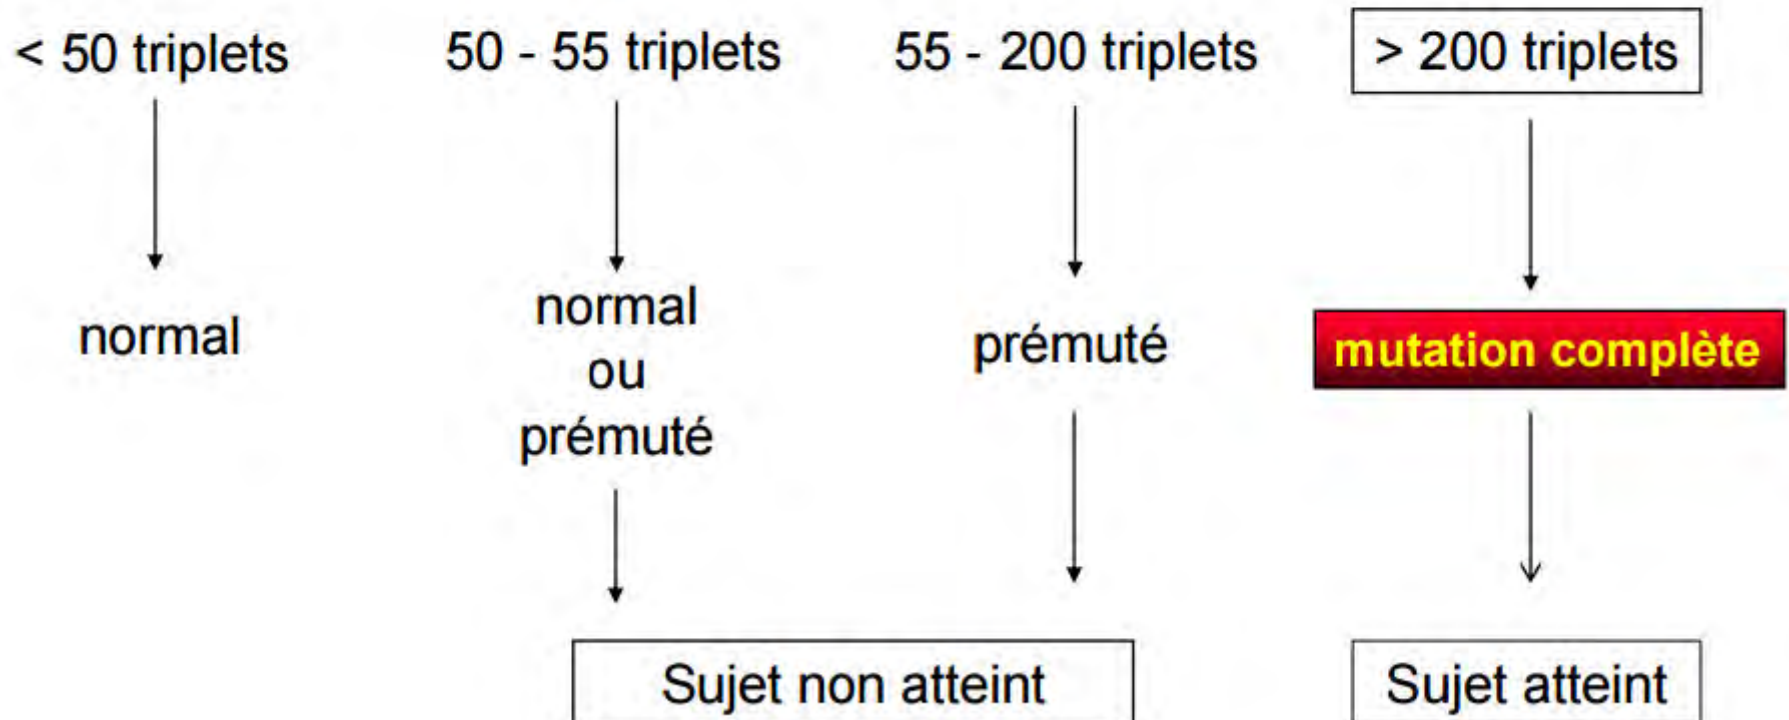 < 50 triplets
50 - 55 triplets
55 - 200 triplets
> 200 triplets
normal
normal
ou
prémuté
prémuté
mutation complète
Sujet non atteint
Sujet atteint